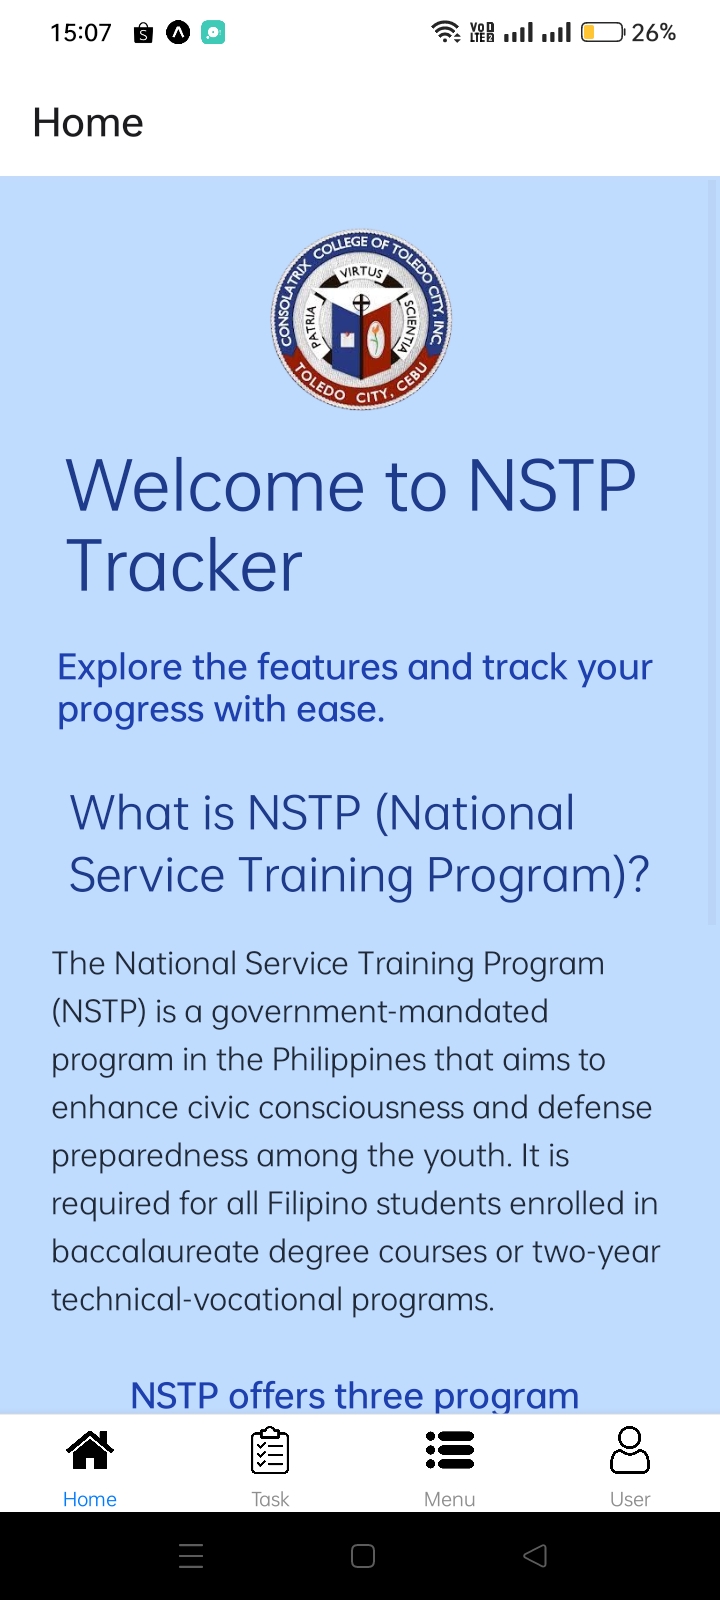 15:07
VoD
LTE2
26%
Home
CONSOLATRIX COLLEGE OF TOLEDO CITY, INC.
VIRTUS
PATRIA
SCIENTIA
TOLEDO CITY, CEBU
Welcome to NSTP
Tracker
Explore the features and track your
progress with ease.
What is NSTP (National
Service Training Program)?
The National Service Training Program
(NSTP) is a government-mandated
program in the Philippines that aims to
enhance civic consciousness and defense
preparedness among the youth. It is
required for all Filipino students enrolled in
baccalaureate degree courses or two-year
technical-vocational programs.
NSTP offers three program
Home
Task
Menu
User